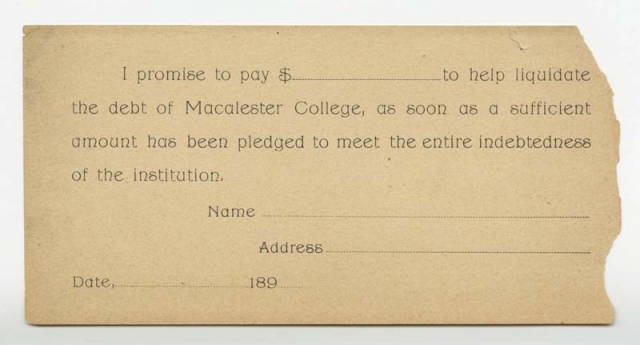 I promise to pay $ to help liquidate
the debt of Macalester College, as soon as a sufficient
amount has been pledged to meet the entire indebtedness
of the institution.
Name
Address
Date, 189